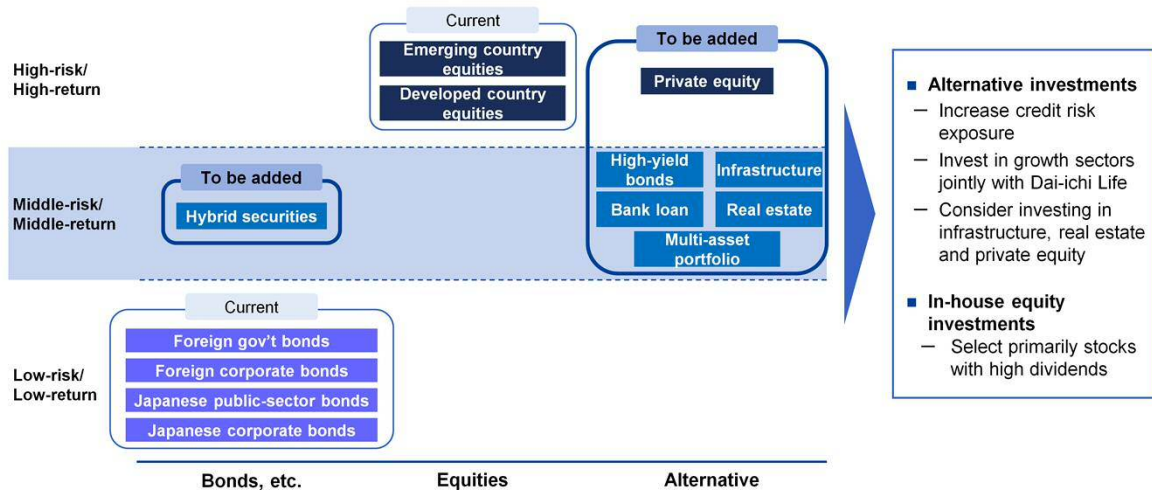 Current
Emerging country
equities
Developed country
equities
To be added
Private equity
High-risk/
High-return
To be added
Hybrid securities
High-yield
bonds
Infrastructure
Bank loan
Real estate
Multi-asset
portfolio
Middle-risk/
Middle-return
Current
Foreign gov't bonds
Foreign corporate bonds
Japanese public-sector bonds
Japanese corporate bonds
Low-risk/
Low-return
Bonds, etc.
Equities
Alternative
■ Alternative investments
– Increase credit risk
exposure
– Invest in growth sectors
jointly with Dai-ichi Life
– Consider investing in
infrastructure, real estate
and private equity
■ In-house equity
investments
– Select primarily stocks
with high dividends